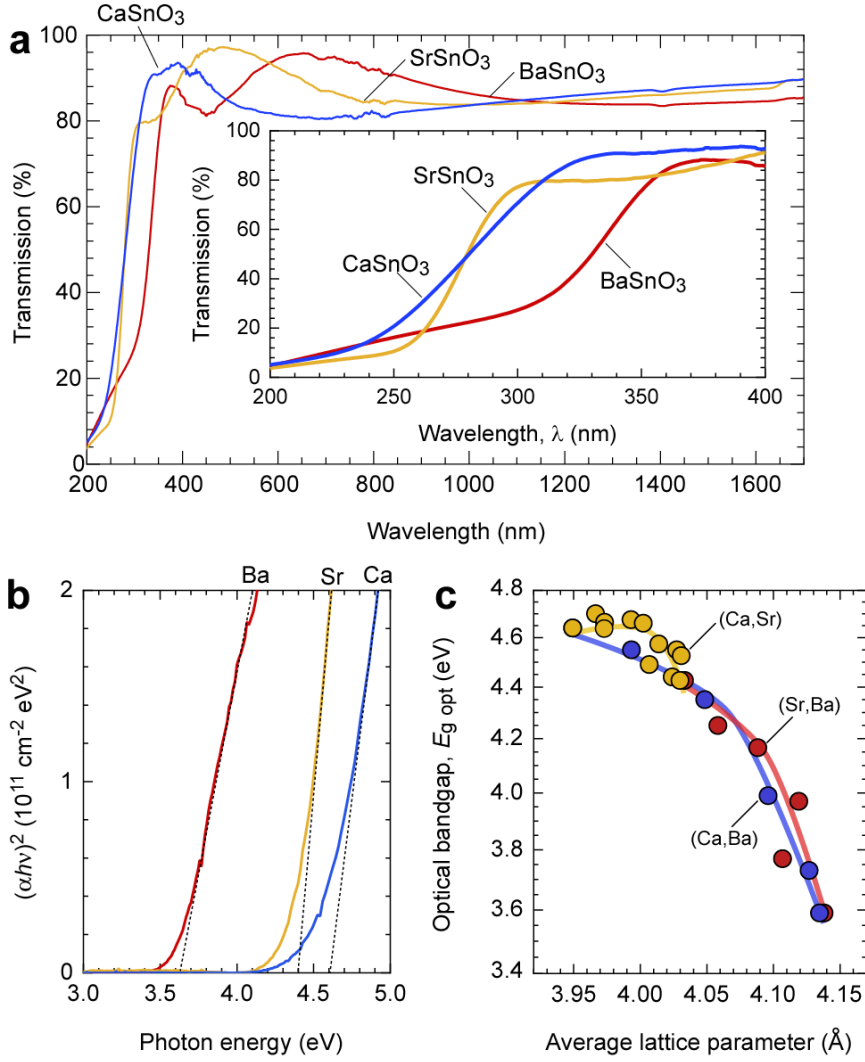 CaSnO3
a
SrSnO3
BaSnO3
Transmission (%)
100
80
60
40
20
0
200 400 600 800 1000 1200 1400 1600
Wavelength (nm)
Transmission (%)
100
80
60
40
20
0
SrSnO3
CaSnO3
BaSnO3
200 250 300 350 400
Wavelength, λ (nm)
b
Ba Sr Ca
(αhν)2 (1011 cm-2 eV2)
2
1
0
3.0 3.5 4.0 4.5 5.0
Photon energy (eV)
c
Optical bandgap, Eg opt (eV)
4.8
4.6
4.4
4.2
4.0
3.8
3.6
3.4
(Ca,Sr)
(Sr,Ba)
(Ca,Ba)
3.95 4.00 4.05 4.10 4.15
Average lattice parameter (Å)